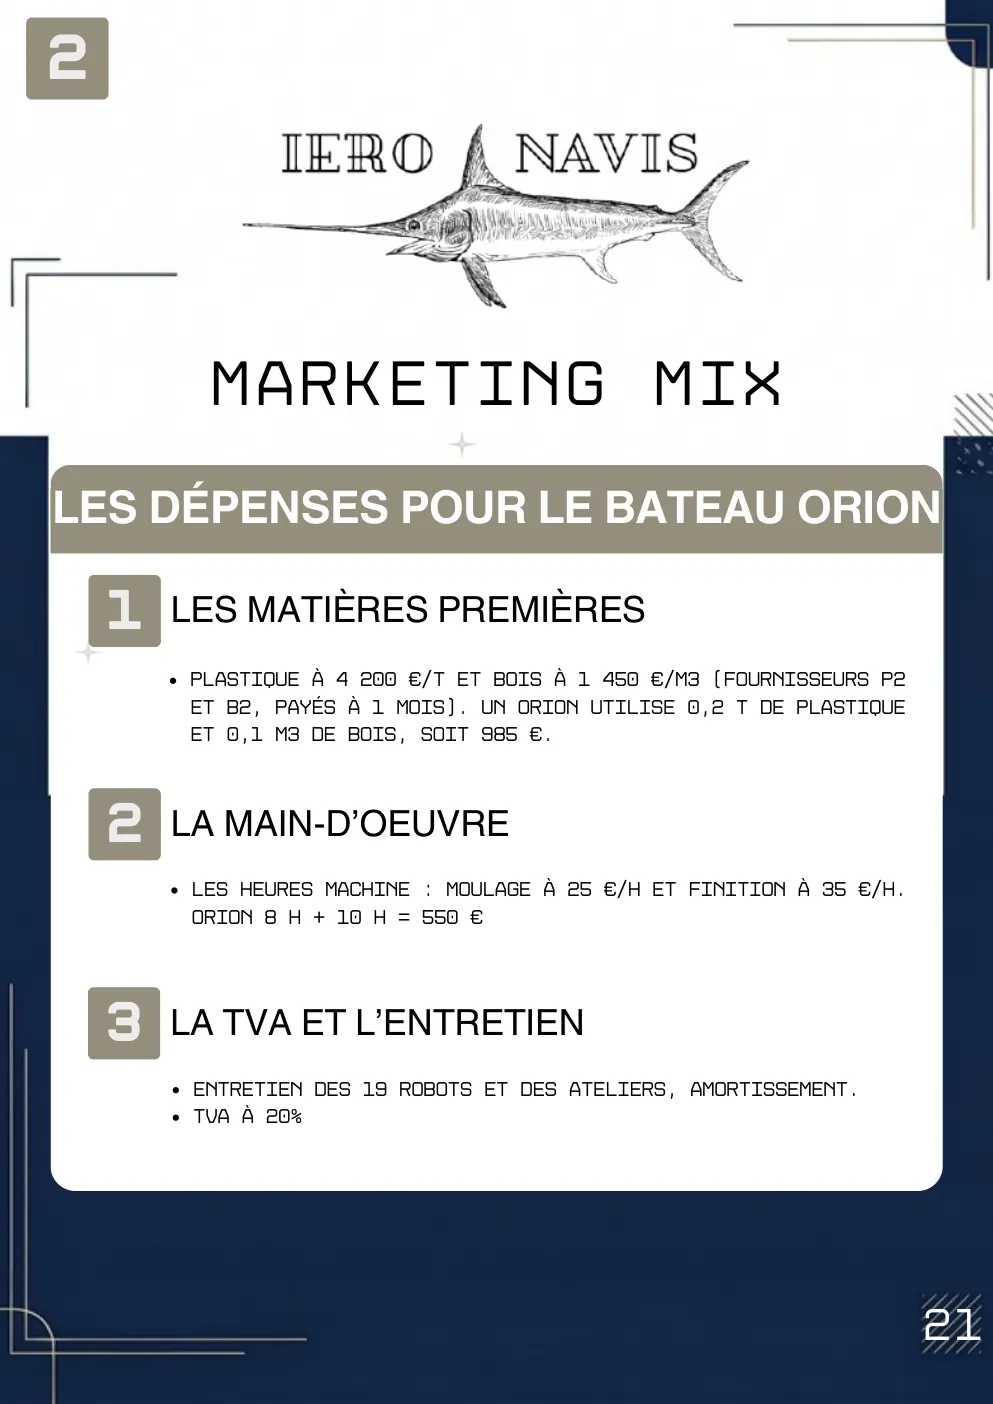 2
IERO NAVIS
MARKETING MIX
LES DÉPENSES POUR LE BATEAU ORION
1
LES MATIÈRES PREMIÈRES
• PLASTIQUE À 4 200 €/T ET BOIS À 1 450 €/M3 (FOURNISSEURS P2
ET B2, PAYÉS À 1 MOIS). UN ORION UTILISE 0,2 T DE PLASTIQUE
ET 0,1 M3 DE BOIS, SOIT 985 €.
2
LA MAIN-D’OEUVRE
• LES HEURES MACHINE : MOULAGE À 25 €/H ET FINITION À 35 €/H.
ORION 8 H + 10 H = 550 €
3
LA TVA ET L’ENTRETIEN
• ENTRETIEN DES 19 ROBOTS ET DES ATELIERS, AMORTISSEMENT.
• TVA À 20%
21